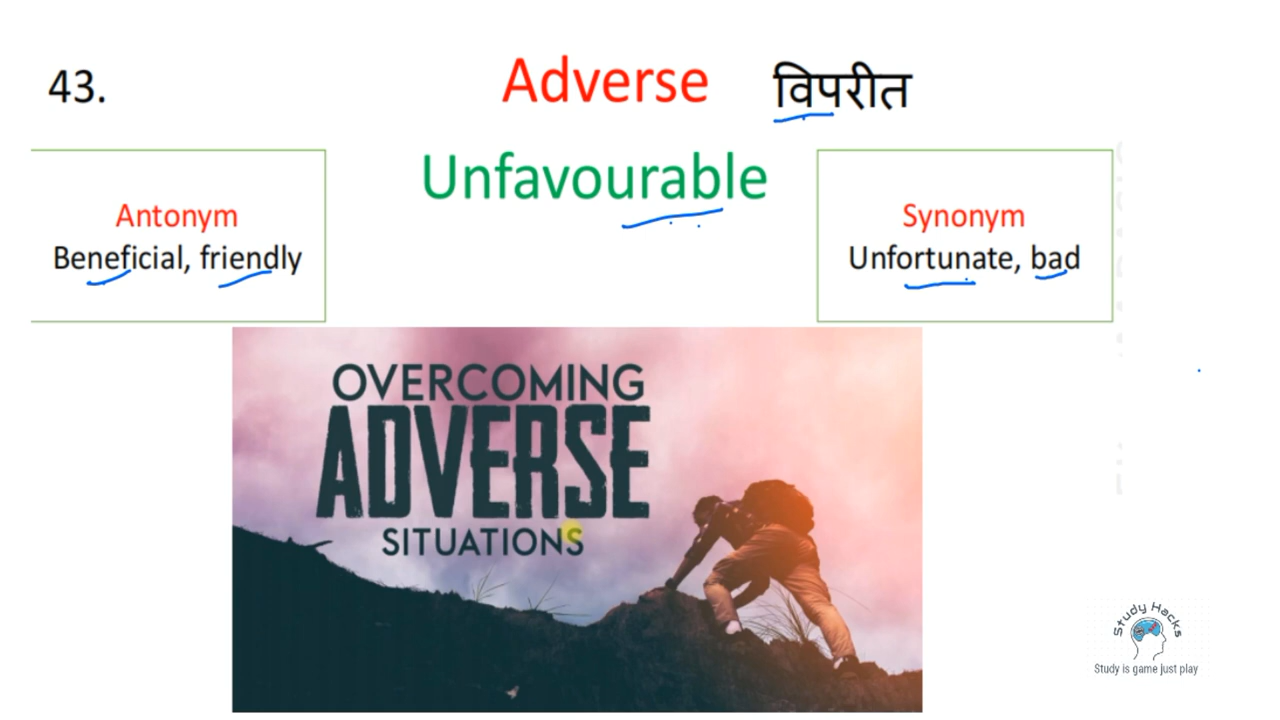 43.
Adverse विपरीत
Unfavourable
Antonym
Beneficial, friendly
Synonym
Unfortunate, bad
OVERCOMING
ADVERSE
SITUATIONS
Study Hacks
Study is game just play